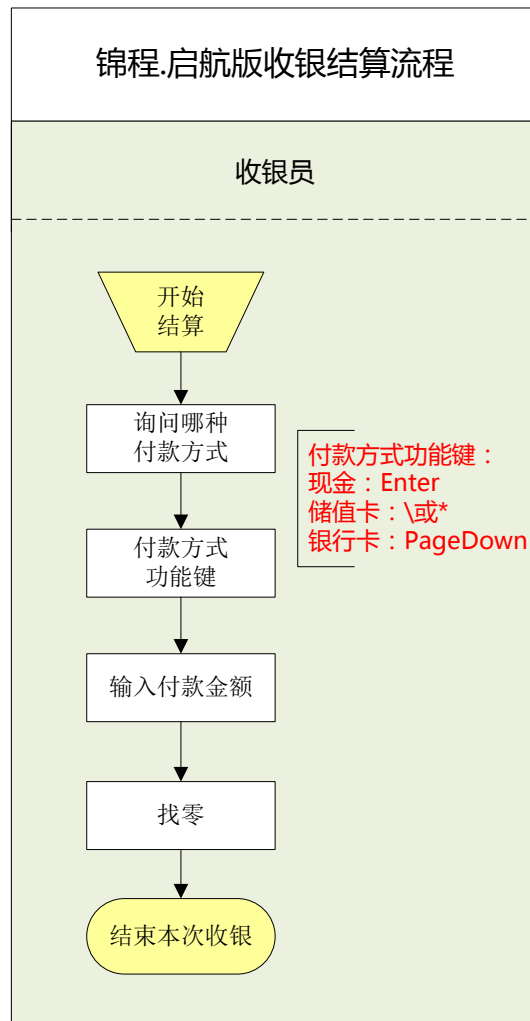 锦程.启航版收银结算流程
收银员
开始
结算
询问哪种
付款方式
付款方式功能键：
现金：Enter
储值卡：\或*
银行卡：PageDown
付款方式
功能键
输入付款金额
找零
结束本次收银